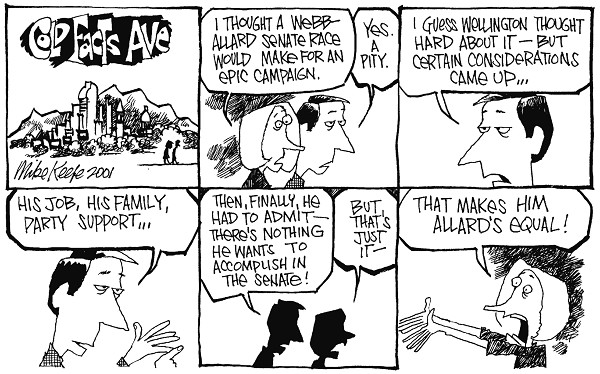 COLD FACTS AVE
Mike Keefe 2001
I THOUGHT A WEBB-
ALLARD SENATE RACE
WOULD MAKE FOR AN
EPIC CAMPAIGN.
YES.
A
PITY.
I GUESS WELLINGTON THOUGHT
HARD ABOUT IT — BUT
CERTAIN CONSIDERATIONS
CAME UP...
HIS JOB, HIS FAMILY,
PARTY SUPPORT...
THEN, FINALLY, HE
HAD TO ADMIT—
THERE'S NOTHING
HE WANTS TO
ACCOMPLISH IN
THE SENATE!
BUT
THAT'S
JUST
IT—
THAT MAKES HIM
ALLARD'S EQUAL!